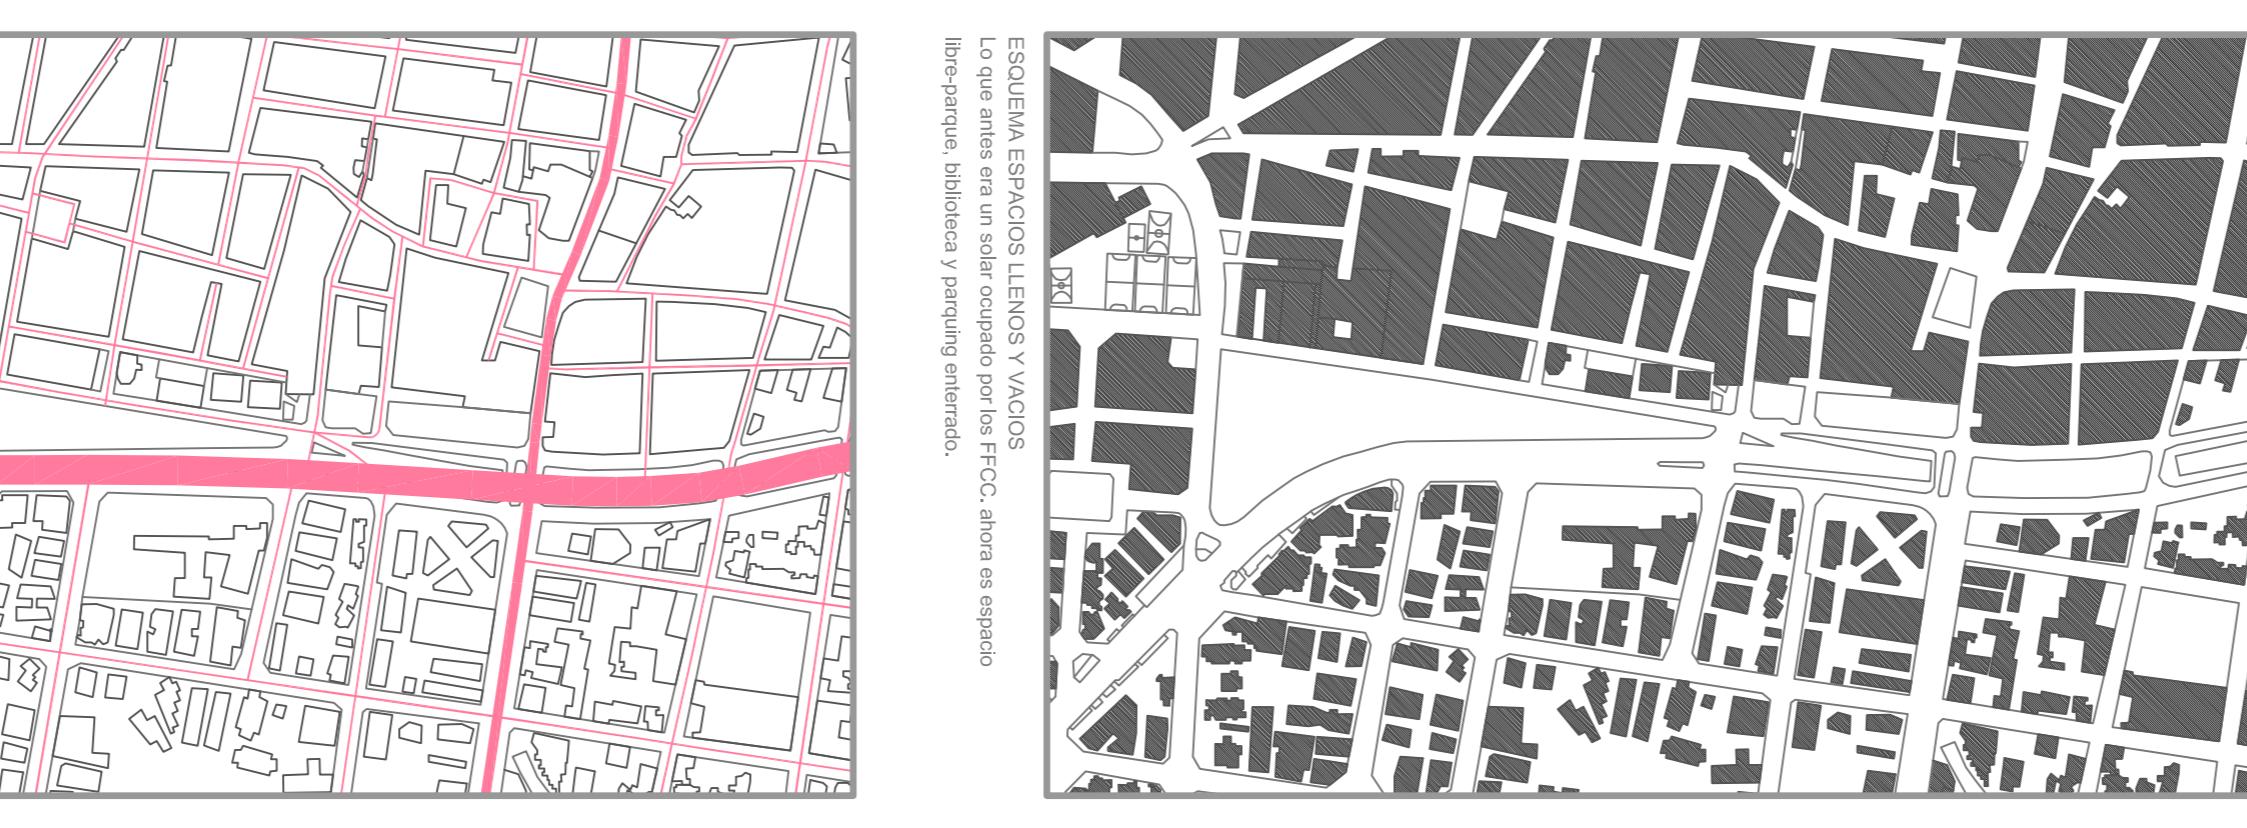 ESQUEMA ESPACIOS LLENOS Y VACIOS
Lo que antes era un solar ocupado por los FFCC. ahora es espacio
libre-parque, biblioteca y parquing enterrado.